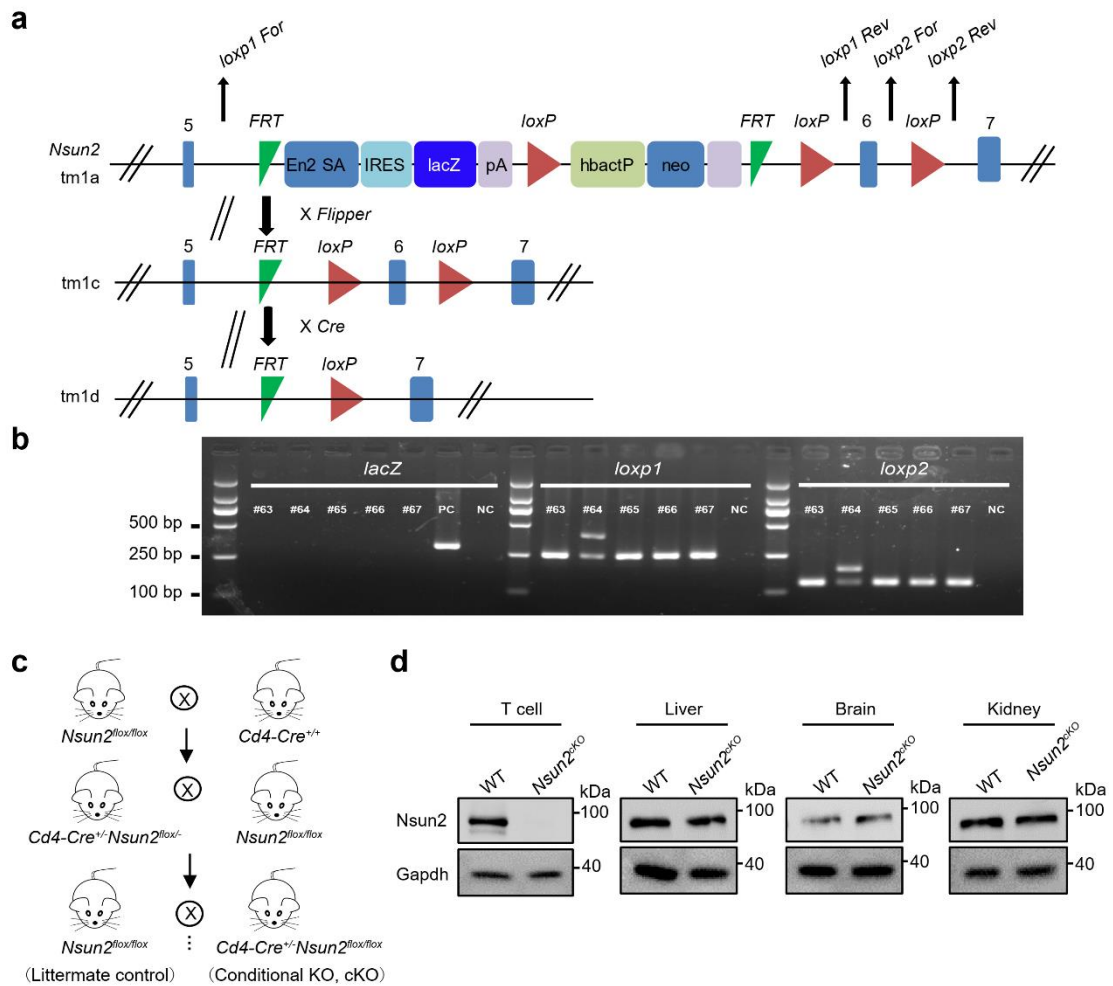 a
loxp1 For
loxp1 Rev
loxp2 For
loxp2 Rev
5 FRT loxP FRT loxP 6 loxP 7
Nsun2
tm1a
En2 SA IRES lacZ pA hbactP neo
X Flipper
5 FRT loxP 6 loxP 7
tm1c
X Cre
5 FRT loxP 7
tm1d
b
lacZ loxp1 loxp2
#63 #64 #65 #66 #67 PC NC #63 #64 #65 #66 #67 NC #63 #64 #65 #66 #67 NC
500 bp
250 bp
100 bp
c
X
Nsun2flox/flox Cd4-Cre+/+
X
Cd4-Cre+/-Nsun2flox/- Nsun2flox/flox
X
Nsun2flox/flox Cd4-Cre+/-Nsun2flox/flox
(Littermate control) (Conditional KO, cKO)
d
T cell Liver Brain Kidney
WT Nsun2cKO WT Nsun2cKO WT Nsun2cKO WT Nsun2cKO
kDa kDa kDa kDa
Nsun2 100 100 100 100
Gapdh 40 40 40 40